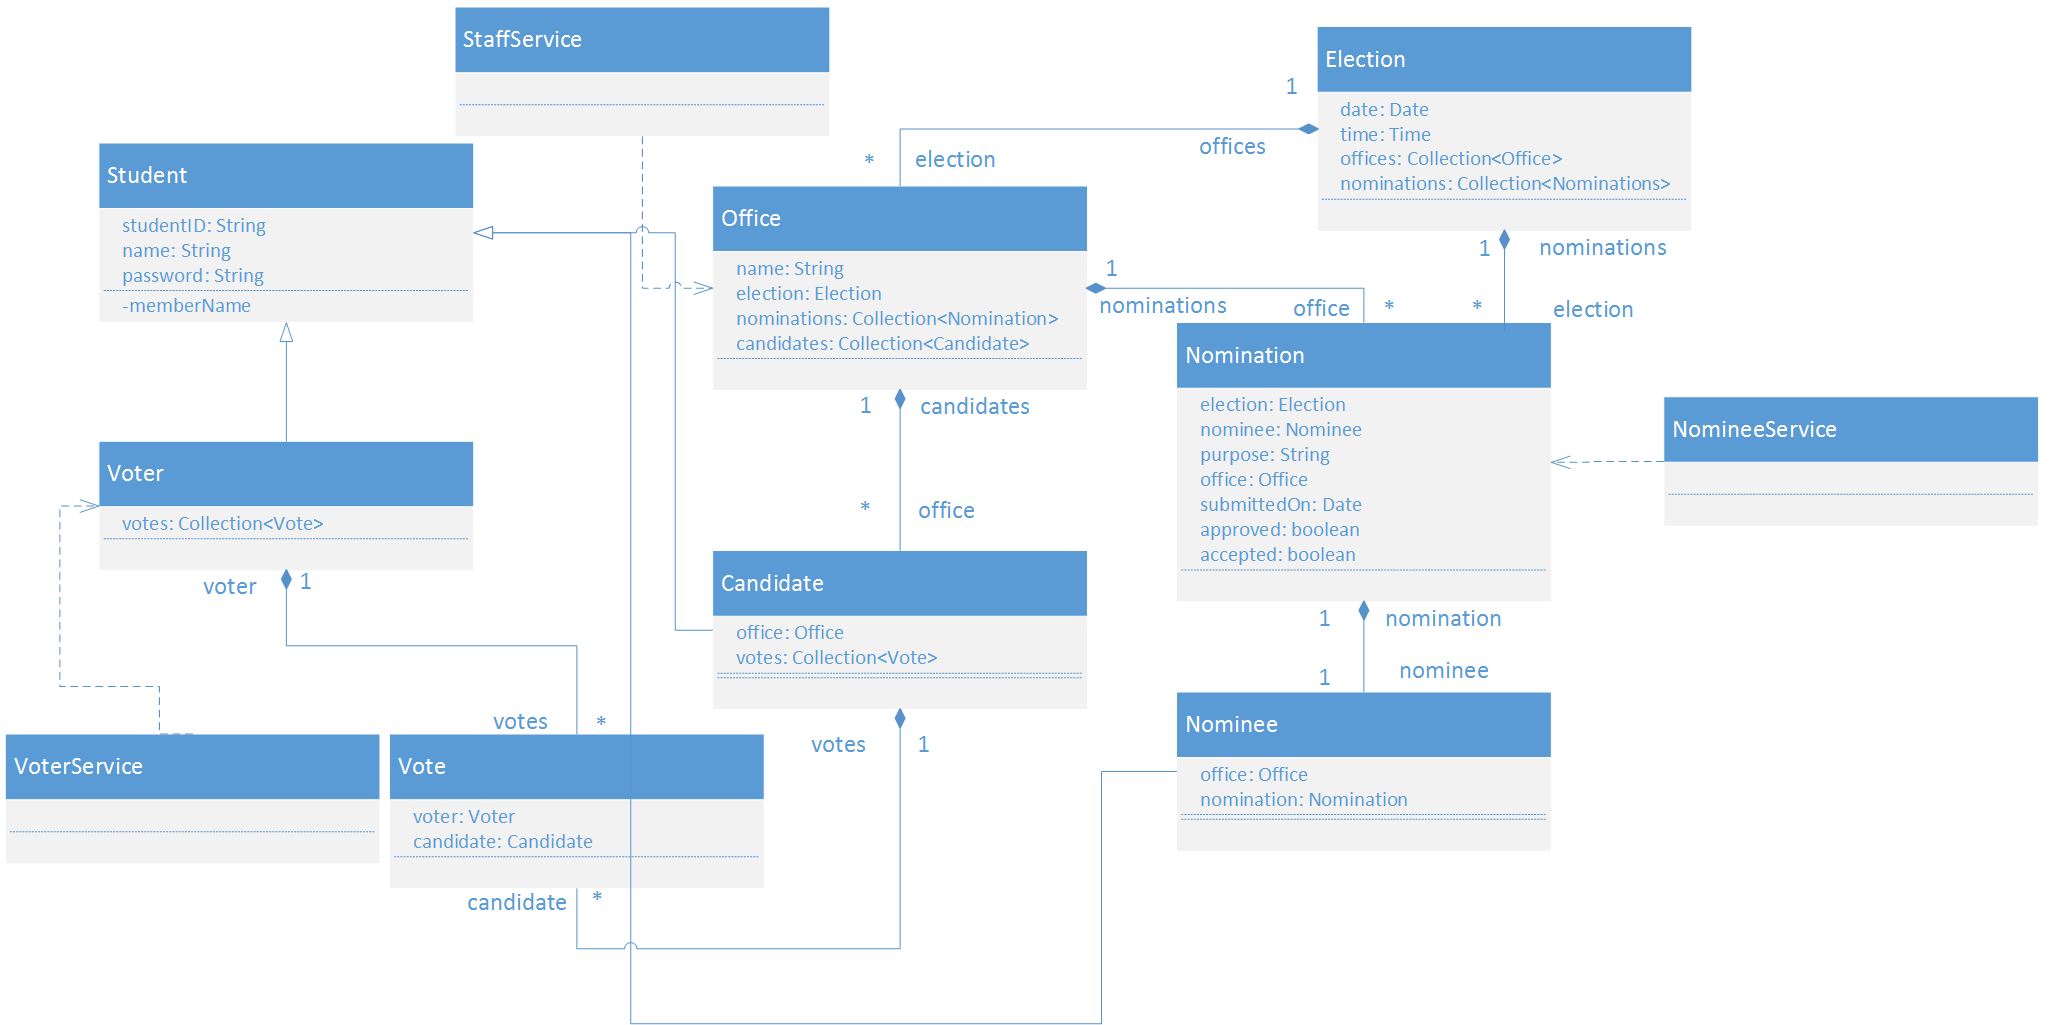 StaffService
Election
date: Date
time: Time
offices: Collection<Office>
nominations: Collection<Nominations>
1
offices
*
election
1
nominations
*
election
Student
studentID: String
name: String
password: String
-memberName
Office
name: String
election: Election
nominations: Collection<Nomination>
candidates: Collection<Candidate>
1
nominations
office
*
1
candidates
*
office
Nomination
election: Election
nominee: Nominee
purpose: String
office: Office
submittedOn: Date
approved: boolean
accepted: boolean
NomineeService
Voter
votes: Collection<Vote>
voter
1
votes
*
Candidate
office: Office
votes: Collection<Vote>
votes
1
1
nomination
1
nominee
Nominee
office: Office
nomination: Nomination
VoterService
Vote
voter: Voter
candidate: Candidate
candidate
*